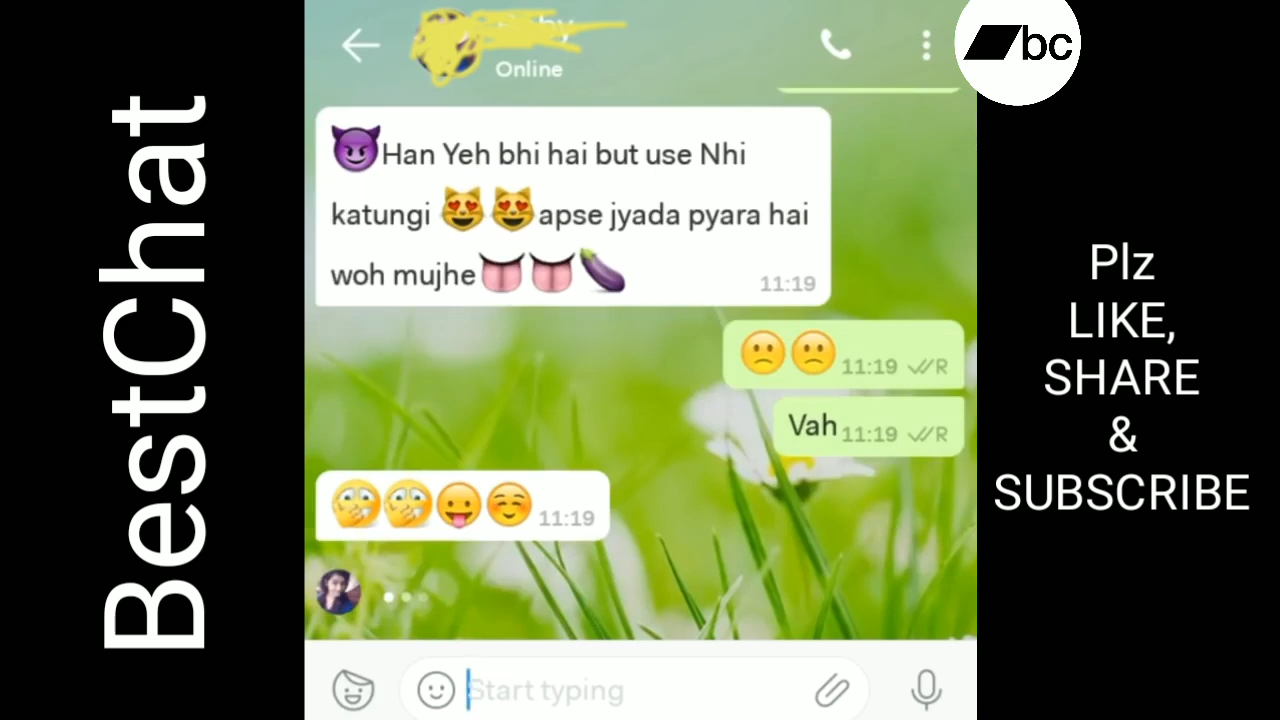 BestChat
Online
Han Yeh bhi hai but use Nhi
katungi apse jyada pyara hai
woh mujhe
11:19
11:19 R
Vah 11:19 R
11:19
Start typing
bc
Plz
LIKE,
SHARE
&
SUBSCRIBE